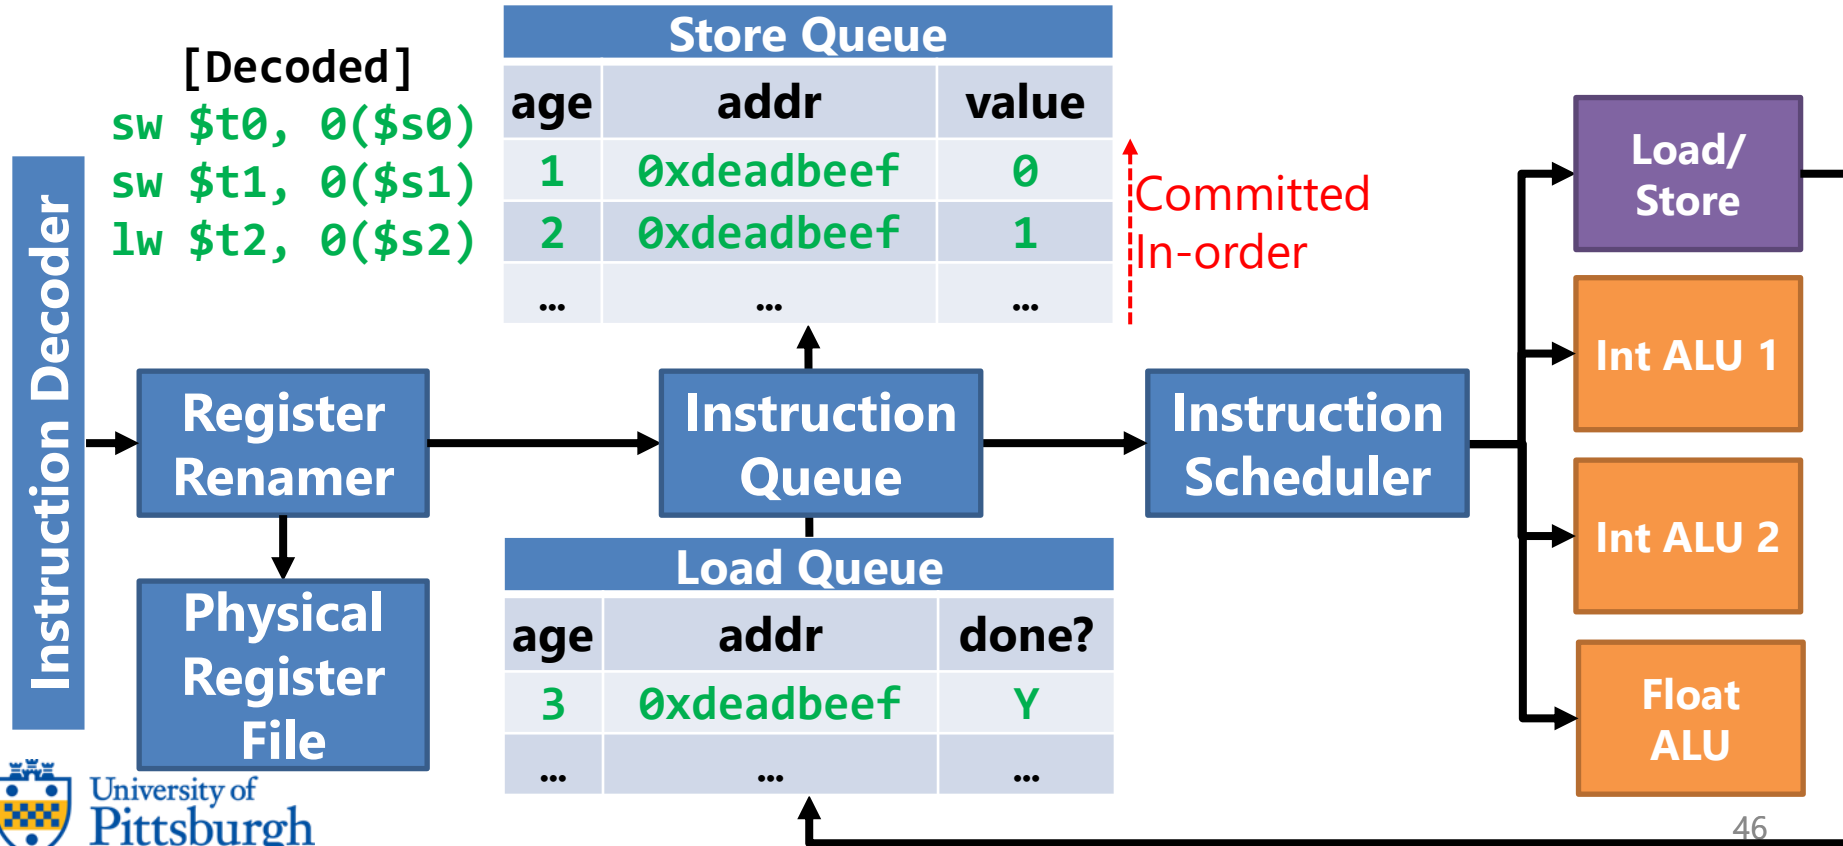 [Decoded]
sw $t0, 0($s0)
sw $t1, 0($s1)
lw $t2, 0($s2)
Store Queue
age addr value
1 0xdeadbeef 0
2 0xdeadbeef 1
... ... ...
Committed
In-order
Instruction Decoder
Register
Renamer
Physical
Register
File
Instruction
Queue
Load Queue
age addr done?
3 0xdeadbeef Y
... ... ...
Instruction
Scheduler
Load/
Store
Int ALU 1
Int ALU 2
Float
ALU
University of
Pittsburgh
46